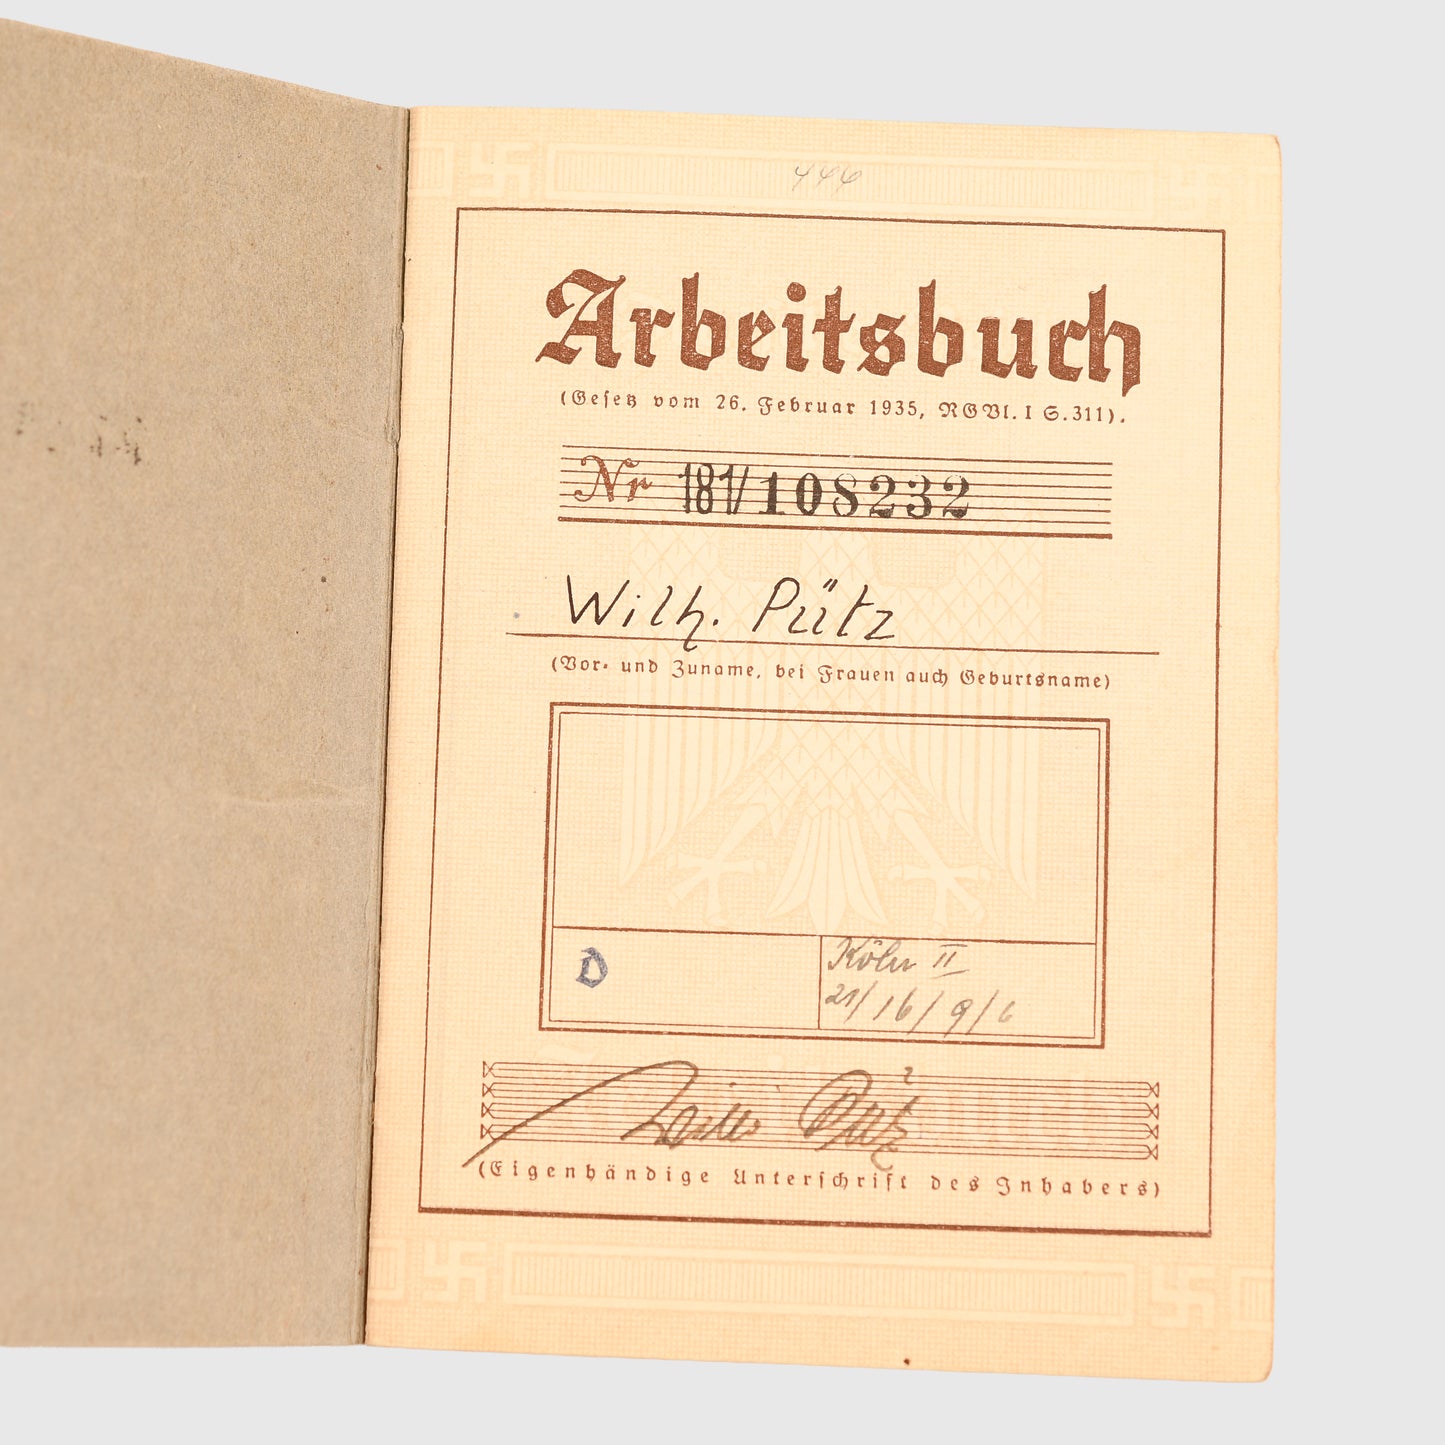 444
Arbeitsbuch
(Gesetz vom 26. Februar 1935, RGBl. I S. 311).
Nr 181/108232
Wilh. Pütz
(Vor- und Zuname, bei Frauen auch Geburtsname)
D
Köln II
21/16/9/6
Pütz
(Eigenhändige Unterschrift des Inhabers)